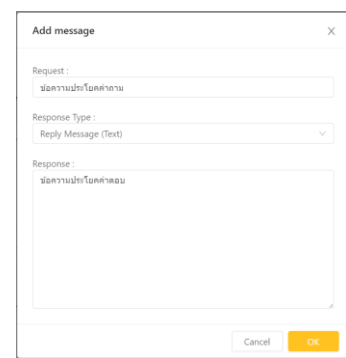 Add message
Request :
ข้อความประโยคคำถาม
Response Type :
Reply Message (Text)
Response :
ข้อความประโยคคำตอบ
Cancel
OK